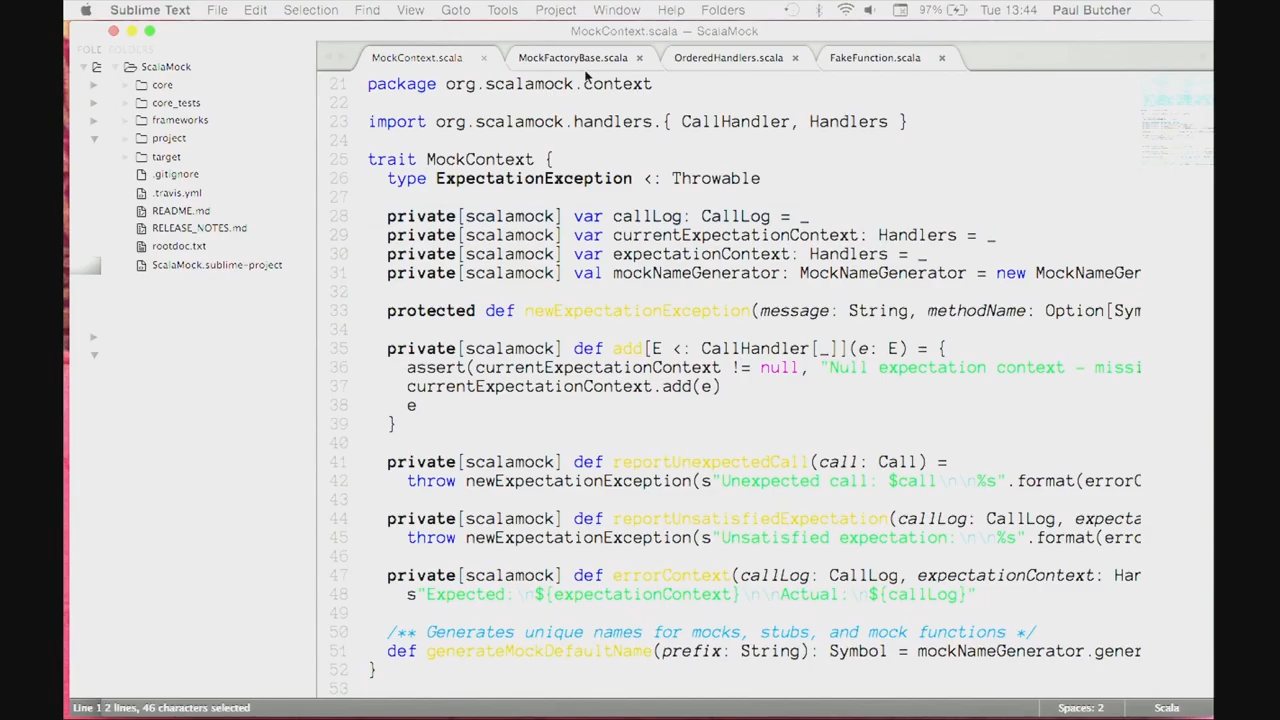 Sublime Text File Edit Selection Find View Goto Tools Project Window Help Folders 97% Tue 13:44 Paul Butcher
MockContext.scala — ScalaMock
FOLE FOLDERS
MockContext.scala × MockFactoryBase.scala × OrderedHandlers.scala × FakeFunction.scala ×
ScalaMock
core
core_tests
frameworks
project
target
.gitignore
.travis.yml
README.md
RELEASE_NOTES.md
rootdoc.txt
ScalaMock.sublime-project
21 package org.scalamock.context
22
23 import org.scalamock.handlers.{ CallHandler, Handlers }
24
25 trait MockContext {
26 type ExpectationException <: Throwable
27
28 private[scalamock] var callLog: CallLog = _
29 private[scalamock] var currentExpectationContext: Handlers = _
30 private[scalamock] var expectationContext: Handlers = _
31 private[scalamock] val mockNameGenerator: MockNameGenerator = new MockNameGer
32
33 protected def newExpectationException(message: String, methodName: Option[Sym
34
35 private[scalamock] def add[E <: CallHandler[_]](e: E) = {
36 assert(currentExpectationContext != null, "Null expectation context - missi
37 currentExpectationContext.add(e)
38 e
39 }
40
41 private[scalamock] def reportUnexpectedCall(call: Call) =
42 throw newExpectationException(s"Unexpected call: $call\n\n%s".format(errorC
43
44 private[scalamock] def reportUnsatisfiedExpectation(callLog: CallLog, expecta
45 throw newExpectationException(s"Unsatisfied expectation:\n\n%s".format(erro
46
47 private[scalamock] def errorContext(callLog: CallLog, expectationContext: Han
48 s"Expected:\n${expectationContext}\n\nActual:\n${callLog}"
49
50 /** Generates unique names for mocks, stubs, and mock functions */
51 def generateMockDefaultName(prefix: String): Symbol = mockNameGenerator.gener
52 }
53
Line 1 2 lines, 46 characters selected Spaces: 2 Scala